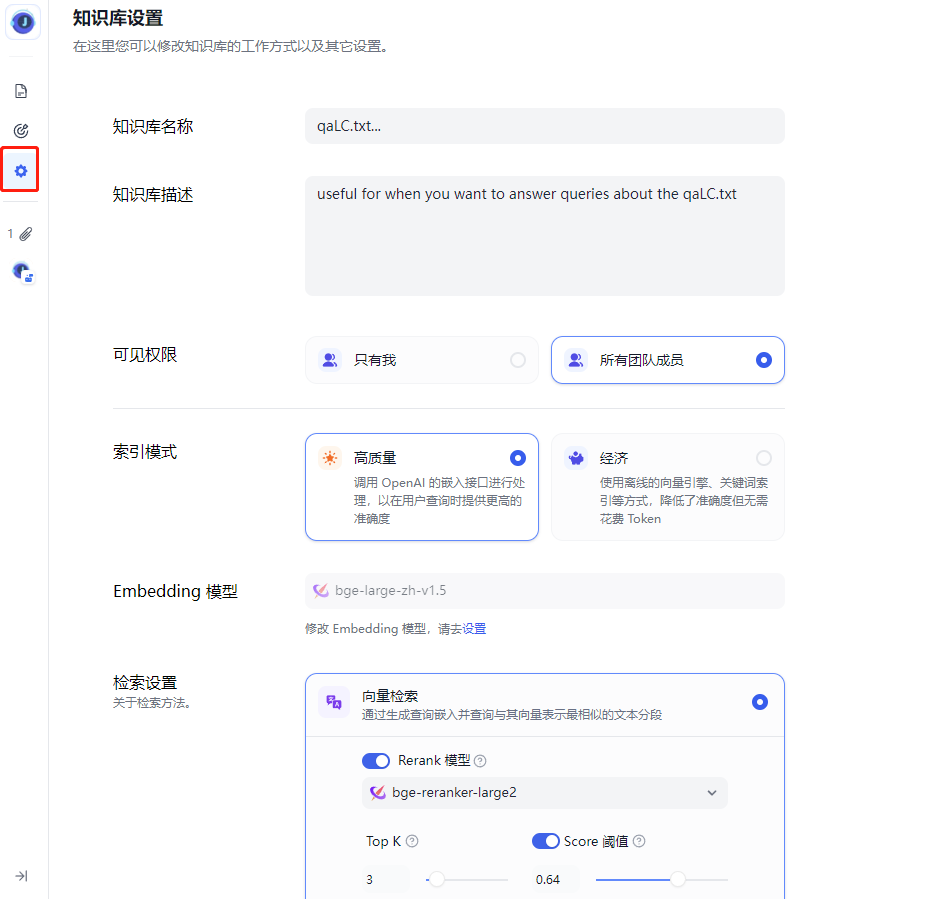 知识库设置
在这里您可以修改知识库的工作方式以及其它设置。
知识库名称
qaLC.txt...
知识库描述
useful for when you want to answer queries about the qaLC.txt
1
可见权限
只有我
所有团队成员
索引模式
高质量
调用 OpenAI 的嵌入接口进行处
理，以在用户查询时提供更高的
准确度
经济
使用离线的向量引擎、关键词索
引等方式，降低了准确度但无需
花费 Token
Embedding 模型
bge-large-zh-v1.5
修改 Embedding 模型，请去设置
检索设置
关于检索方法。
向量检索
通过生成查询嵌入并查询与其向量表示最相似的文本分段
Rerank 模型
bge-reranker-large2
Top K
Score 阈值
3
0.64